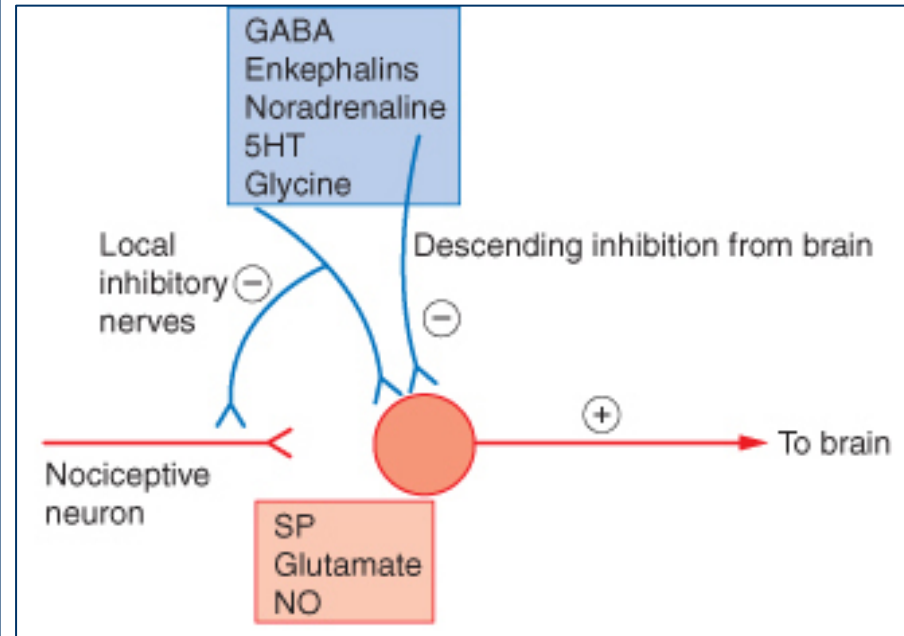 GABA
Enkephalins
Noradrenaline
5HT
Glycine
Local
inhibitory
nerves
−
Descending inhibition from brain
−
+
To brain
Nociceptive
neuron
SP
Glutamate
NO